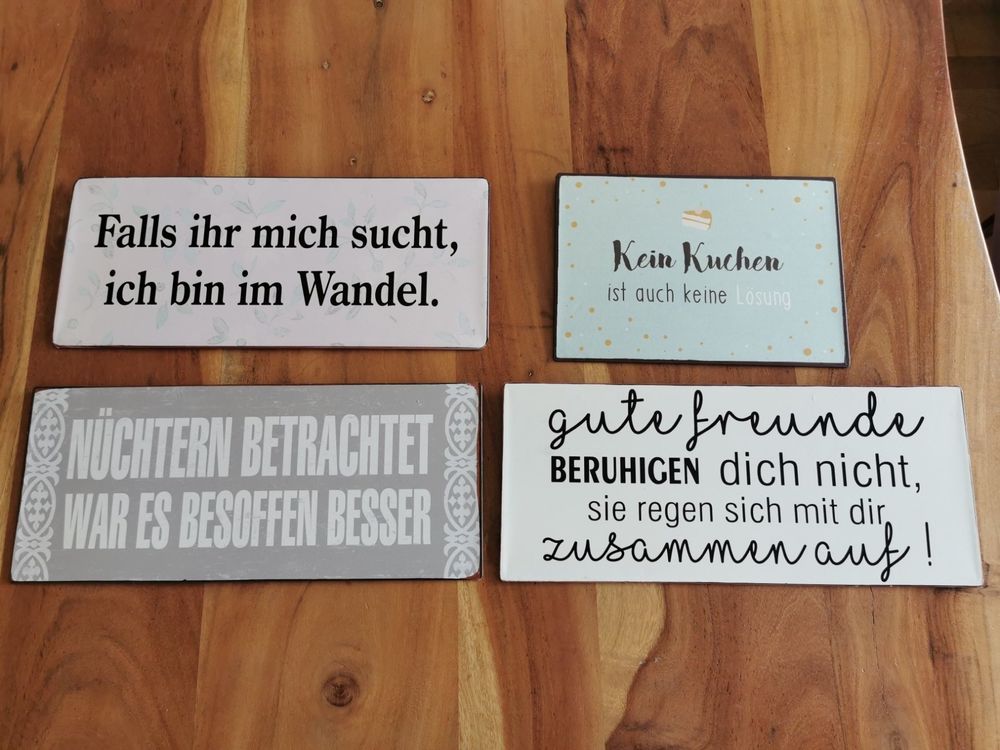 Falls ihr mich sucht,
ich bin im Wandel.
Kein Kuchen
ist auch keine Lösung
NÜCHTERN BETRACHTET
WAR ES BESOFFEN BESSER
gute freunde
BERUHIGEN dich nicht,
sie regen sich mit dir
zusammen auf!